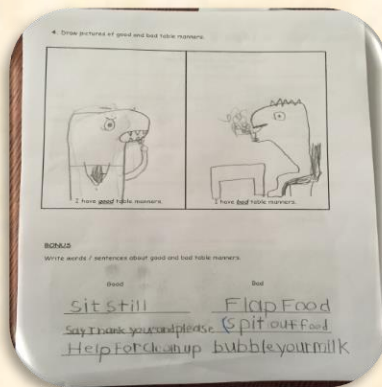 4. Draw pictures of good and bad table manners.
I have good table manners.
I have bad table manners.
BONUS
Write words / sentences about good and bad table manners.
Good
Bad
Sit still
Flap Food
Say Thank you and please
(Spit out food
Help For clean up
bubble your milk